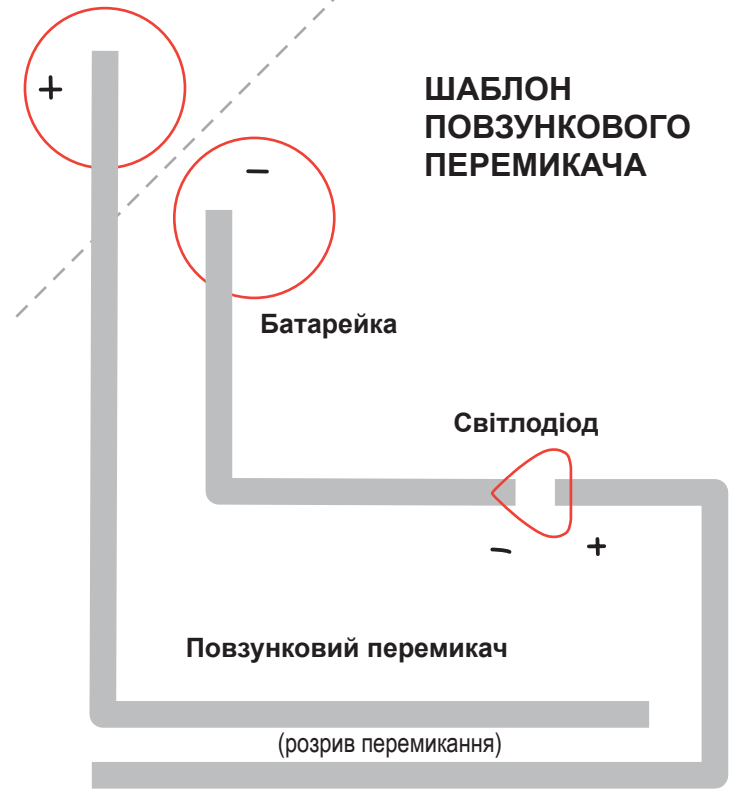 +
ШАБЛОН
ПОВЗУНКОВОГО
ПЕРЕМИКАЧА
−
Батарейка
Світлодіод
− +
Повзунковий перемикач
(розрив перемикання)